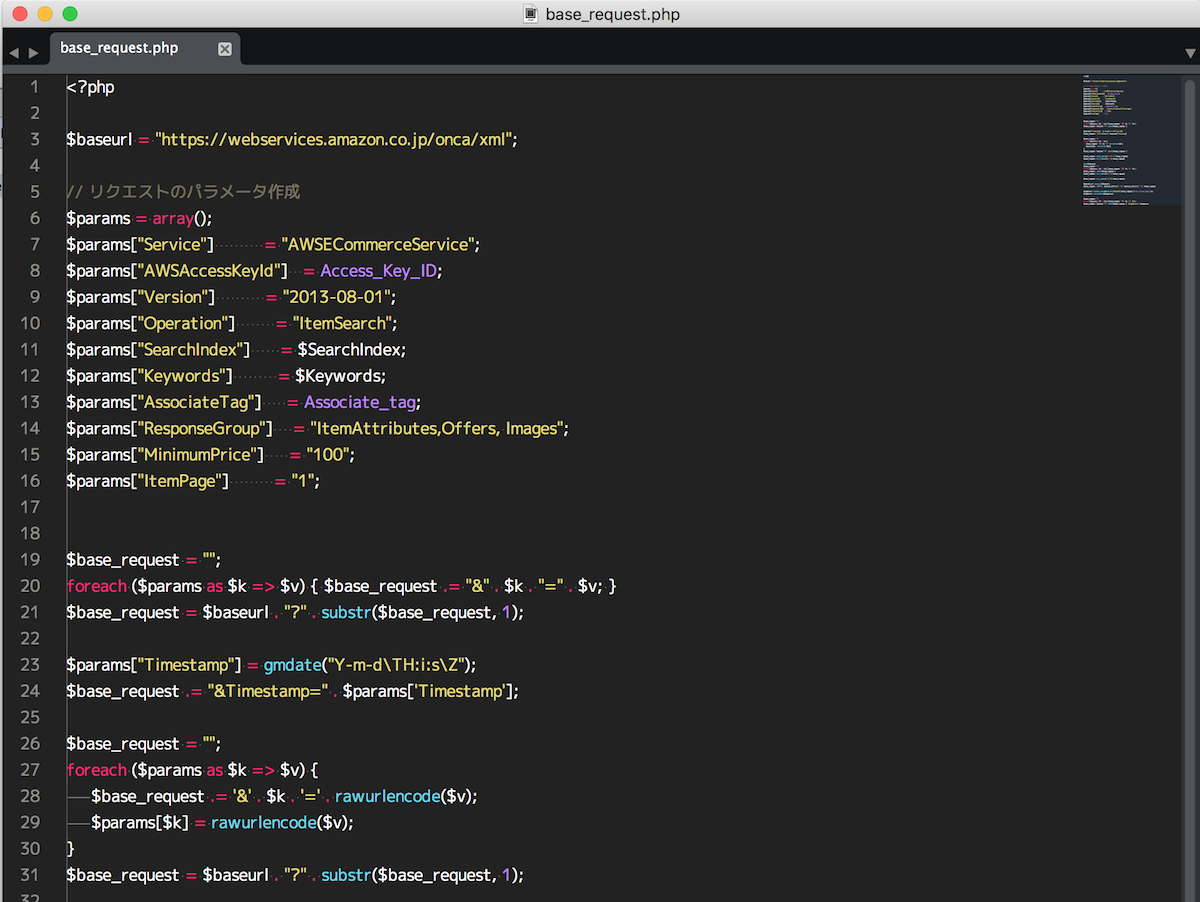 base_request.php
base_request.php
1 <?php
2
3 $baseurl = "https://webservices.amazon.co.jp/onca/xml";
4
5 // リクエストのパラメータ作成
6 $params = array();
7 $params["Service"] = "AWSECommerceService";
8 $params["AWSAccessKeyId"] = Access_Key_ID;
9 $params["Version"] = "2013-08-01";
10 $params["Operation"] = "ItemSearch";
11 $params["SearchIndex"] = $SearchIndex;
12 $params["Keywords"] = $Keywords;
13 $params["AssociateTag"] = Associate_tag;
14 $params["ResponseGroup"] = "ItemAttributes,Offers, Images";
15 $params["MinimumPrice"] = "100";
16 $params["ItemPage"] = "1";
17
18
19 $base_request = "";
20 foreach ($params as $k => $v) { $base_request .= "&" . $k . "=" . $v; }
21 $base_request = $baseurl . "?" . substr($base_request, 1);
22
23 $params["Timestamp"] = gmdate("Y-m-d\TH:i:s\Z");
24 $base_request .= "&Timestamp=" . $params['Timestamp'];
25
26 $base_request = "";
27 foreach ($params as $k => $v) {
28 $base_request .= '&' . $k . '=' . rawurlencode($v);
29 $params[$k] = rawurlencode($v);
30 }
31 $base_request = $baseurl . "?" . substr($base_request, 1);
32